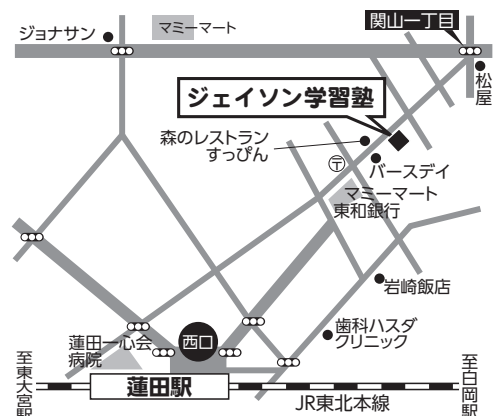 関山一丁目
ジョナサン
マミーマート
松屋
ジェイソン学習塾
森のレストラン
すっぴん
〒
バースデイ
マミーマート
東和銀行
岩崎飯店
西口
歯科ハスダ
クリニック
蓮田一心会
病院
至東大宮駅
蓮田駅
至白岡駅
JR東北本線